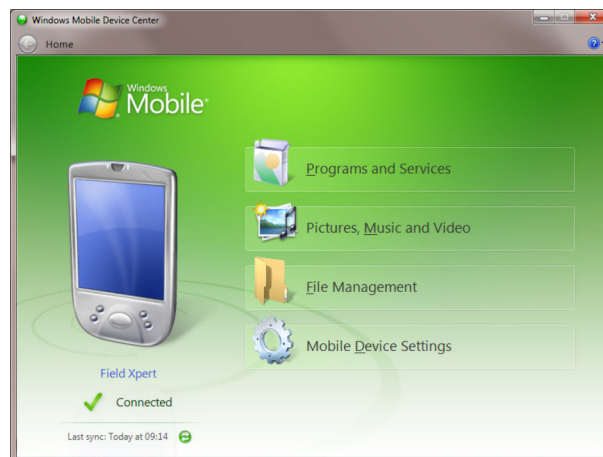 Windows Mobile Device Center
Home
Windows
Mobile®
Programs and Services
Pictures, Music and Video
File Management
Mobile Device Settings
Field Xpert
Connected
Last sync: Today at 09:14